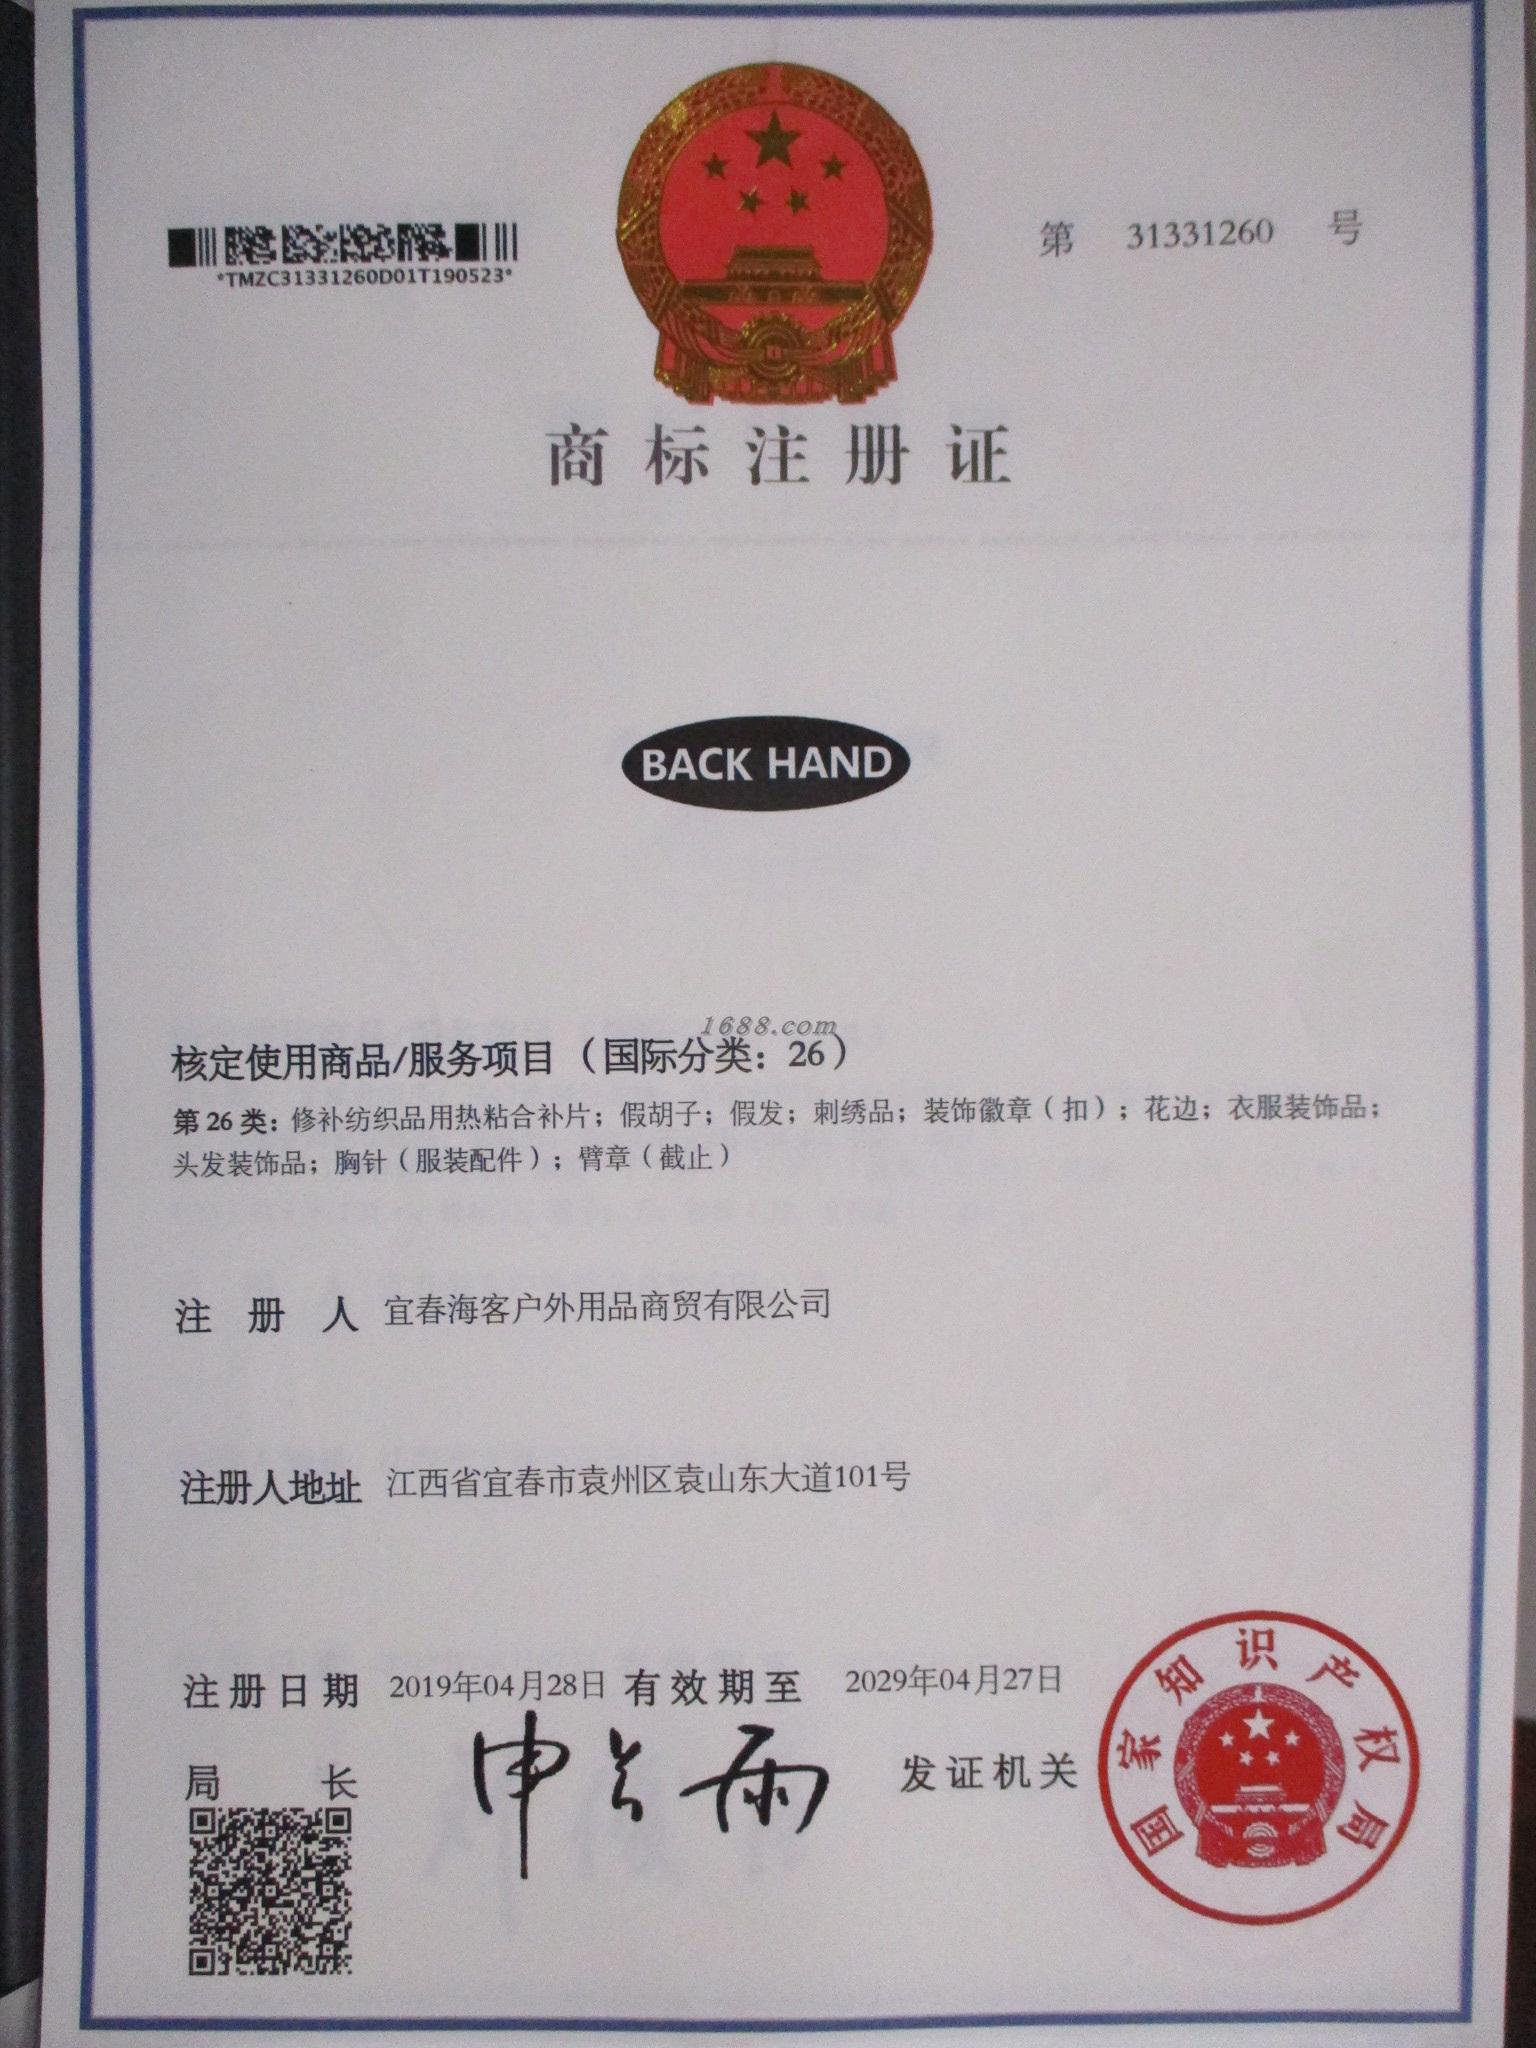 第 31331260 号
*TMZC31331260D01T190523*
商标注册证
BACK HAND
1688.com
核定使用商品/服务项目（国际分类：26）
第 26 类：修补纺织品用热粘合补片；假胡子；假发；刺绣品；装饰徽章（扣）；花边；衣服装饰品；
头发装饰品；胸针（服装配件）；臂章（截止）
注册人 宜春海客户外用品商贸有限公司
注册人地址 江西省宜春市袁州区袁山东大道101号
注册日期 2019年04月28日 有效期至 2029年04月27日
局长 申长雨 发证机关
国家知识产权局